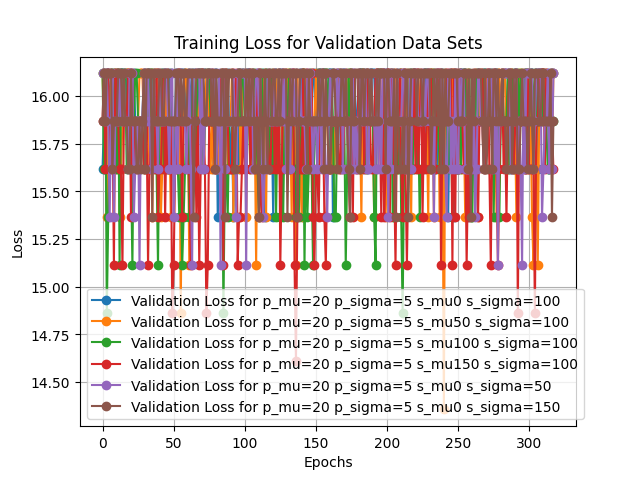 Training Loss for Validation Data Sets
16.00
15.75
15.50
15.25
15.00
14.75
14.50
Loss
Validation Loss for p_mu=20 p_sigma=5 s_mu0 s_sigma=100
Validation Loss for p_mu=20 p_sigma=5 s_mu50 s_sigma=100
Validation Loss for p_mu=20 p_sigma=5 s_mu100 s_sigma=100
Validation Loss for p_mu=20 p_sigma=5 s_mu150 s_sigma=100
Validation Loss for p_mu=20 p_sigma=5 s_mu0 s_sigma=50
Validation Loss for p_mu=20 p_sigma=5 s_mu0 s_sigma=150
0 50 100 150 200 250 300
Epochs